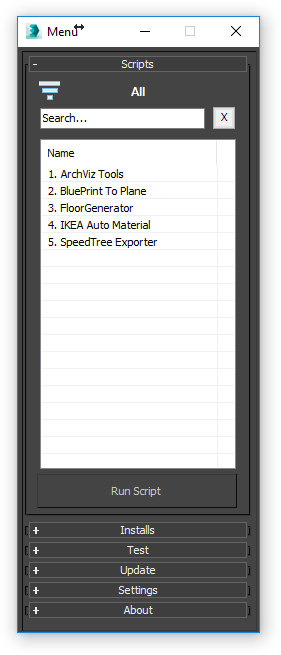 Menu
- Scripts
All
Search... X
Name
1. ArchViz Tools
2. BluePrint To Plane
3. FloorGenerator
4. IKEA Auto Material
5. SpeedTree Exporter
Run Script
+ Installs
+ Test
+ Update
+ Settings
+ About